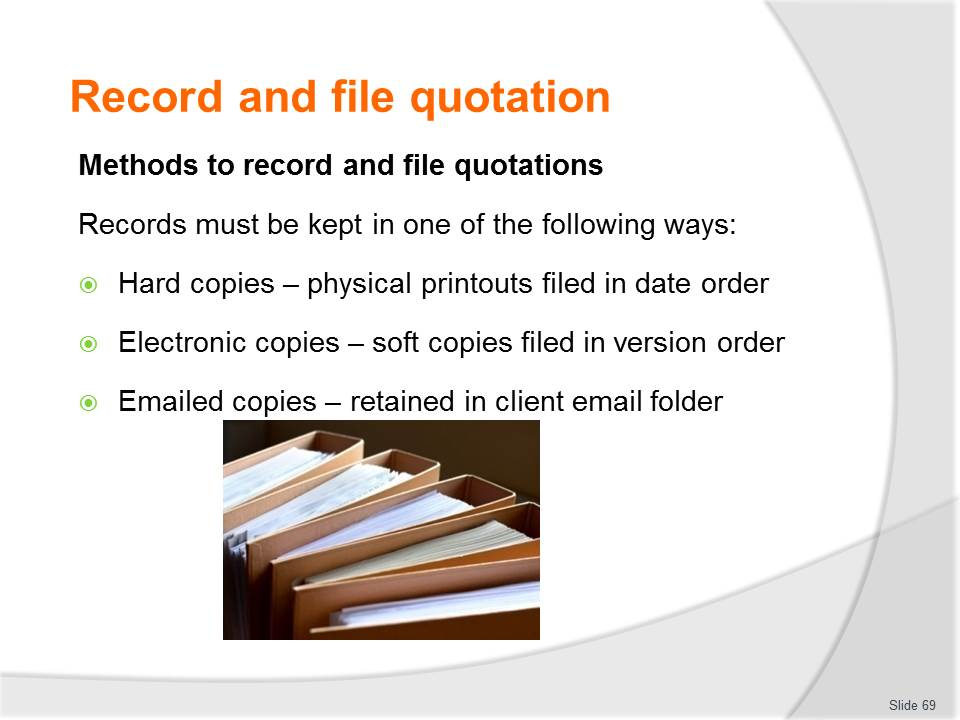 Record and file quotation
Methods to record and file quotations
Records must be kept in one of the following ways:
Hard copies – physical printouts filed in date order
Electronic copies – soft copies filed in version order
Emailed copies – retained in client email folder
Slide 69